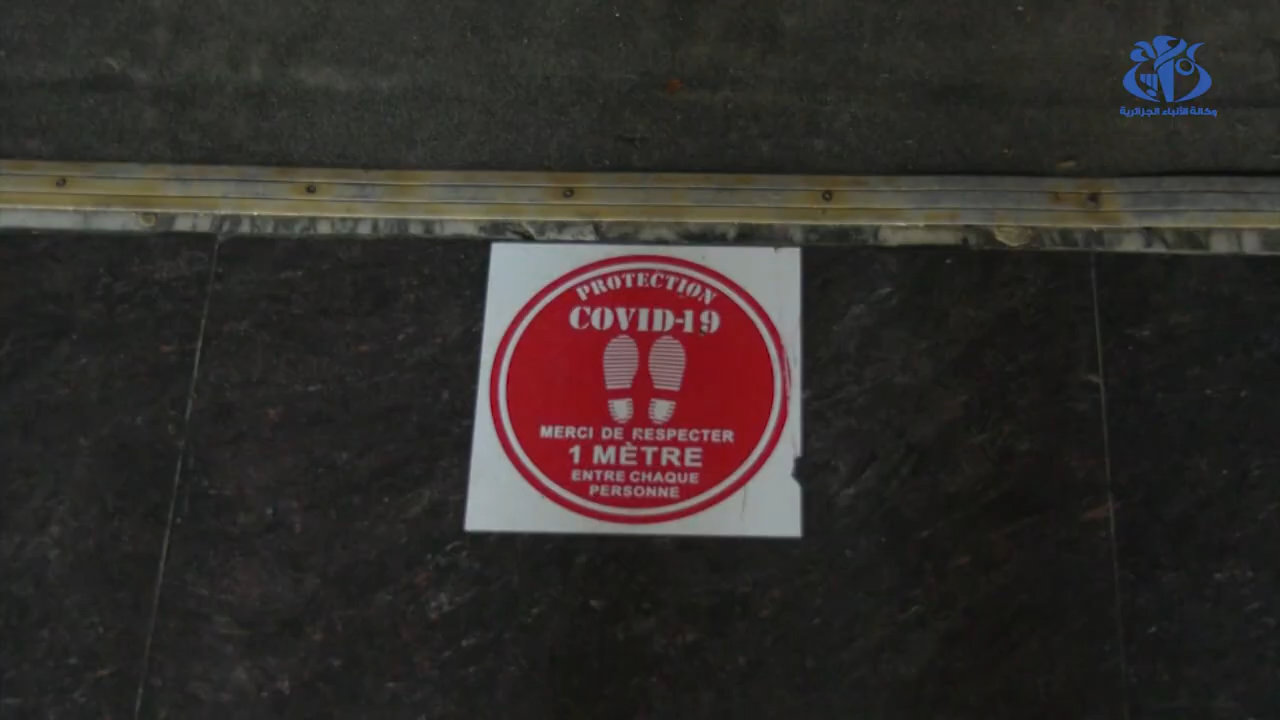 وكالة الأنباء الجزائرية
PROTECTION
COVID-19
MERCI DE RESPECTER
1 MÈTRE
ENTRE CHAQUE
PERSONNE